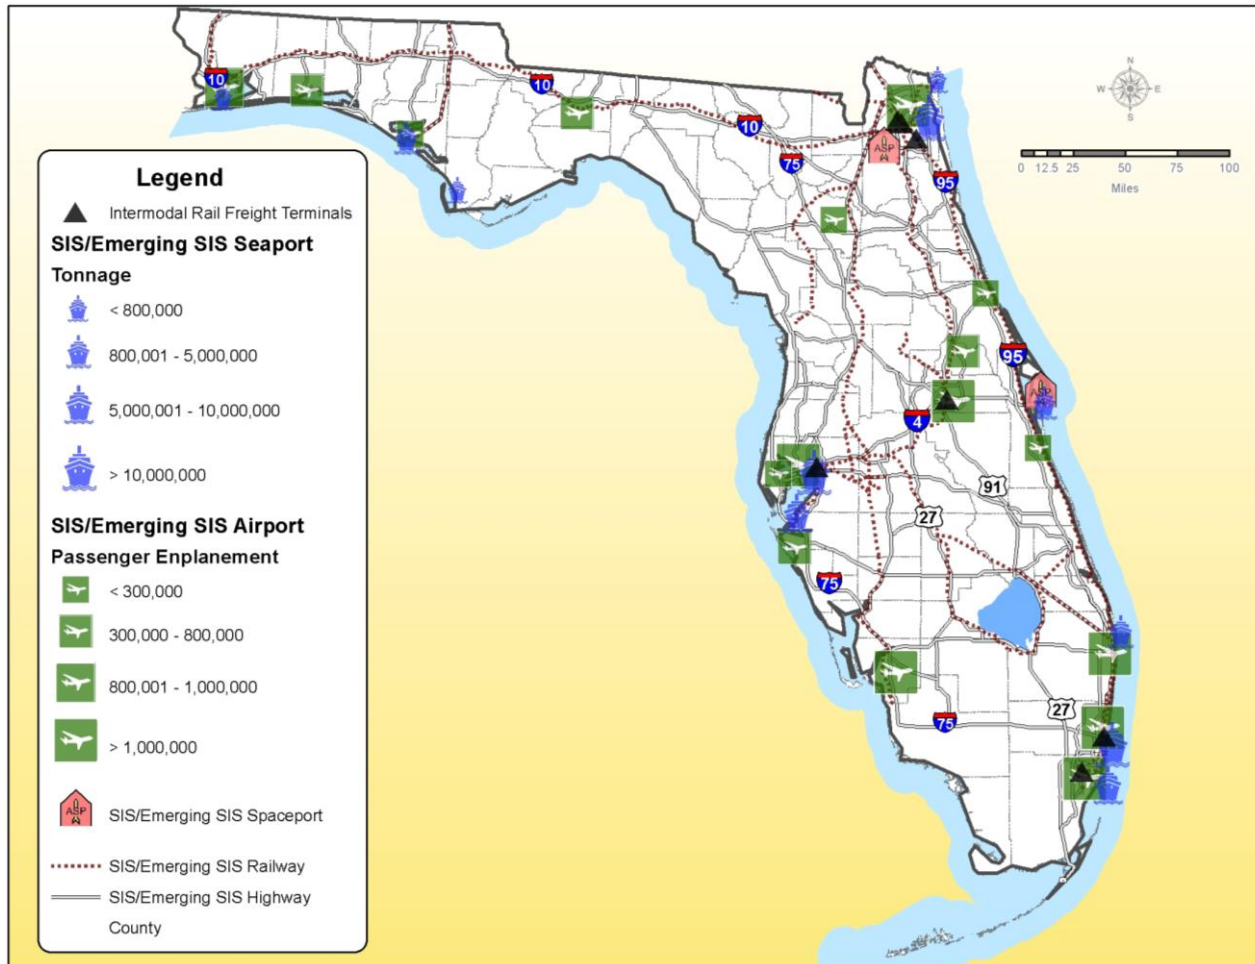 10
10
10
75
ASP
95
N
W E
S
0 12.5 25 50 75 100
Miles
Legend
Intermodal Rail Freight Terminals
SIS/Emerging SIS Seaport
Tonnage
< 800,000
800,001 - 5,000,000
5,000,001 - 10,000,000
> 10,000,000
SIS/Emerging SIS Airport
Passenger Enplanement
< 300,000
300,000 - 800,000
800,001 - 1,000,000
> 1,000,000
ASP
SIS/Emerging SIS Spaceport
SIS/Emerging SIS Railway
SIS/Emerging SIS Highway
County
95
ASP
4
91
27
75
27
75